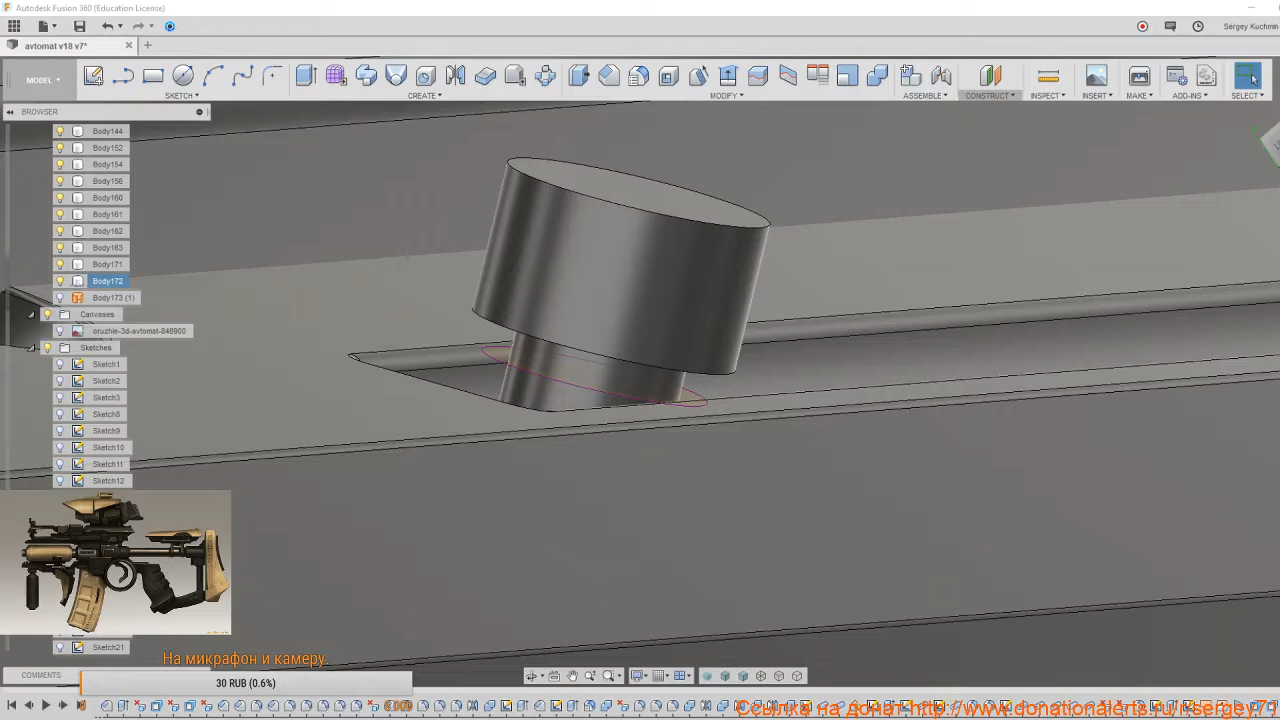 Autodesk Fusion 360 (Education License)
Sergey Kuchmin
avtomat v18 v7*
MODEL
SKETCH
CREATE
MODIFY
ASSEMBLE
CONSTRUCT
INSPECT
INSERT
MAKE
ADD-INS
SELECT
BROWSER
Body144
Body152
Body154
Body156
Body160
Body161
Body162
Body163
Body171
Body172
Body173 (1)
Canvases
oruzhie-3d-avtomat-848900
Sketches
Sketch1
Sketch2
Sketch3
Sketch8
Sketch9
Sketch10
Sketch11
Sketch12
Sketch21
На микрофон и камеру
COMMENTS
30 RUB (0.6%)
Ссылка на донат:http://www.donationalerts.ru/r/sergey71